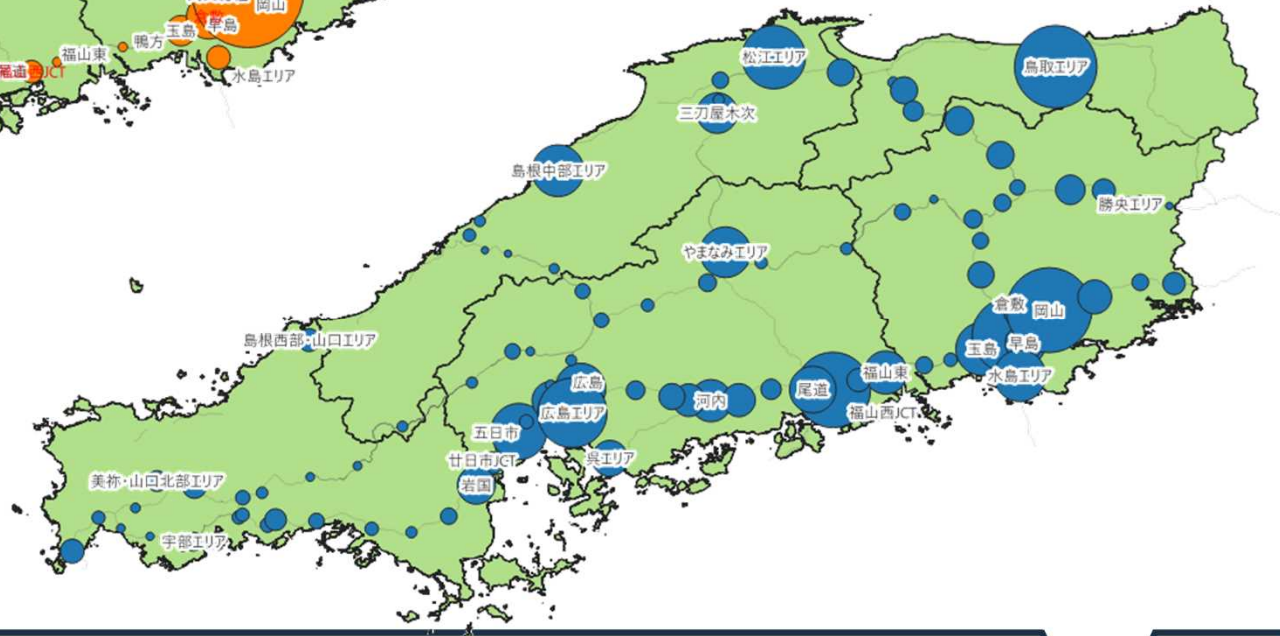 岡山
倉敷
早島
玉島
鴨方
福山東
水島エリア
松江エリア
鳥取エリア
三刀屋木次
島根中部エリア
勝央エリア
やまなみエリア
倉敷
岡山
島根西部・山口エリア
玉島
早島
水島エリア
福山東
広島
尾道
河内
広島エリア
福山西JCT
五日市
廿日市JCT
呉エリア
美祢・山口北部エリア
岩国
宇部エリア